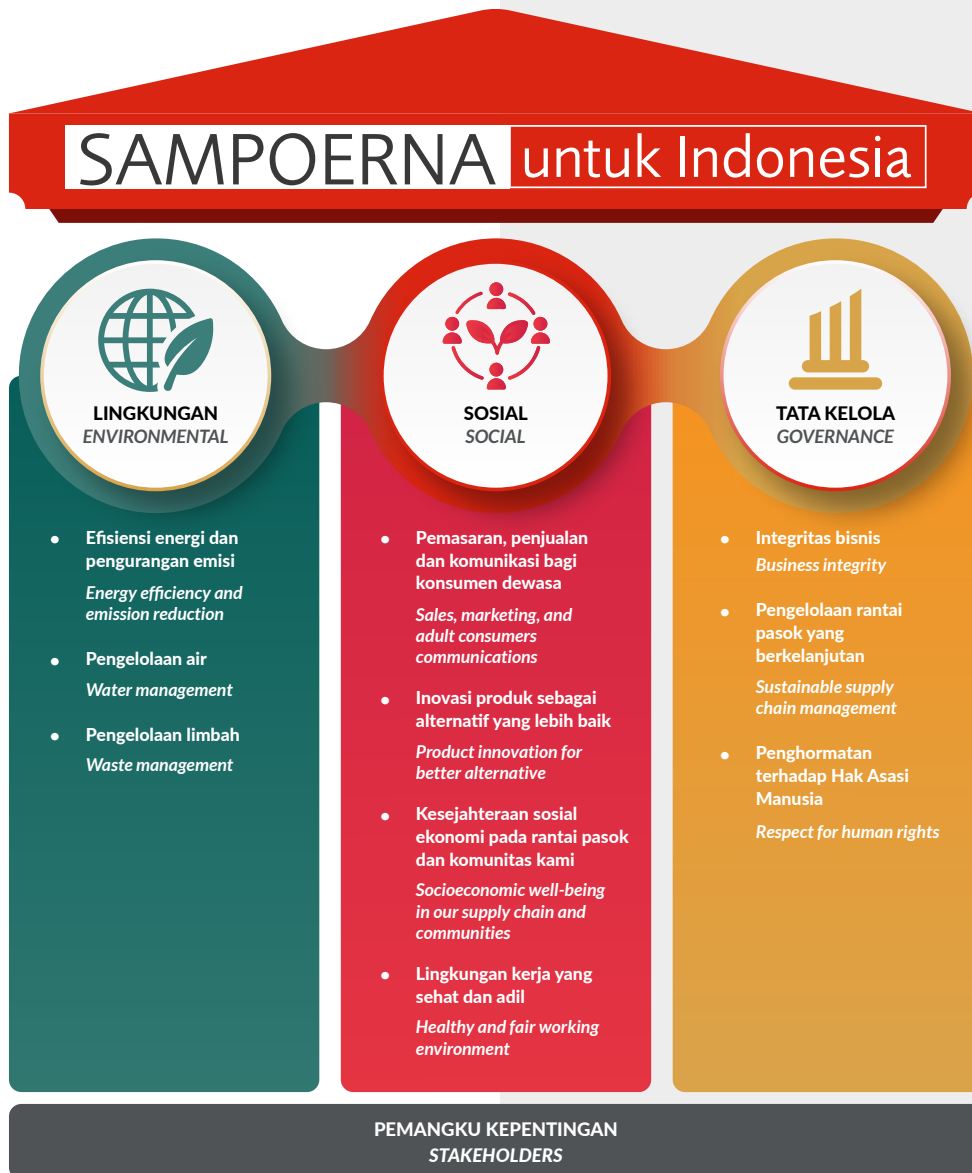 SAMPOERNA untuk Indonesia
LINGKUNGAN
ENVIRONMENTAL
Efisiensi energi dan
pengurangan emisi
Energy efficiency and
emission reduction
Pengelolaan air
Water management
Pengelolaan limbah
Waste management
SOSIAL
SOCIAL
Pemasaran, penjualan
dan komunikasi bagi
konsumen dewasa
Sales, marketing, and
adult consumers
communications
Inovasi produk sebagai
alternatif yang lebih baik
Product innovation for
better alternative
Kesejahteraan sosial
ekonomi pada rantai pasok
dan komunitas kami
Socioeconomic well-being
in our supply chain and
communities
Lingkungan kerja yang
sehat dan adil
Healthy and fair working
environment
TATA KELOLA
GOVERNANCE
Integritas bisnis
Business integrity
Pengelolaan rantai
pasok yang
berkelanjutan
Sustainable supply
chain management
Penghormatan
terhadap Hak Asasi
Manusia
Respect for human rights
PEMANGKU KEPENTINGAN
STAKEHOLDERS